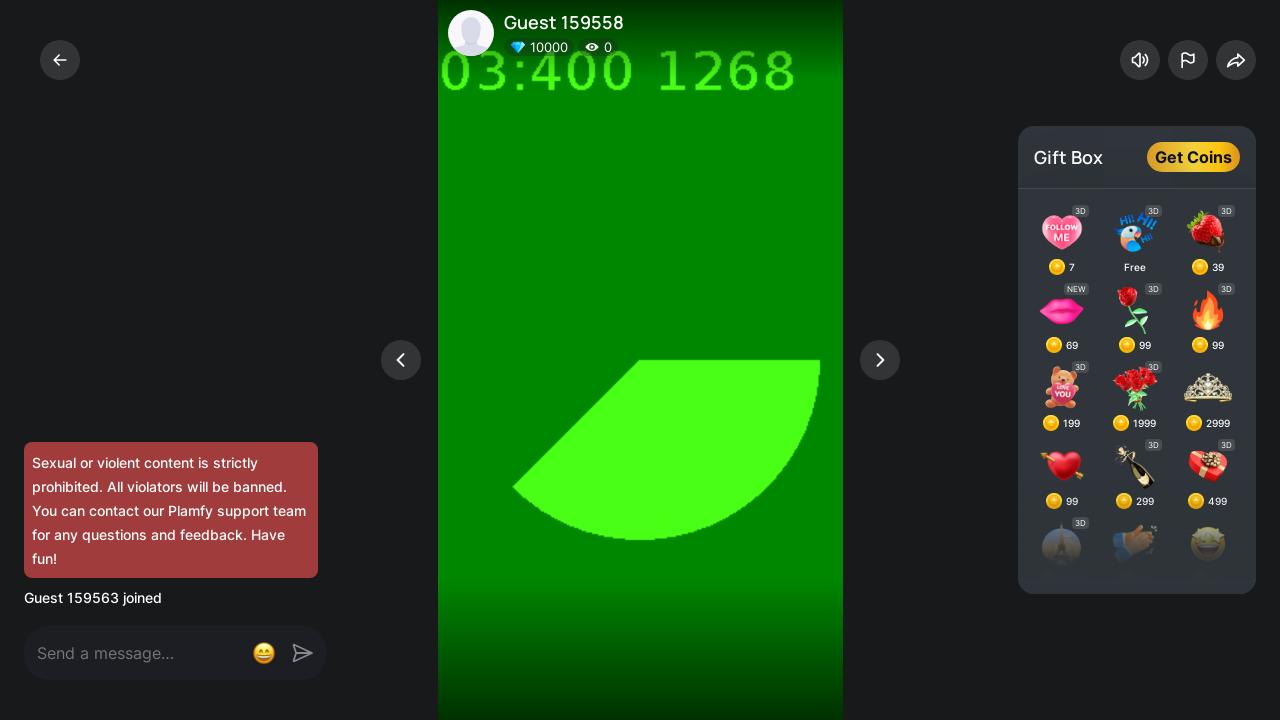 Guest 159558
10000 0
03:400 1268
Gift Box Get Coins
3D 3D 3D
FOLLOW ME Hi! Hi! Hi!
7 Free 39
NEW 3D 3D
69 99 99
3D 3D
LOVE YOU
199 1999 2999
3D 3D
99 299 499
3D
Sexual or violent content is strictly
prohibited. All violators will be banned.
You can contact our Plamfy support team
for any questions and feedback. Have
fun!
Guest 159563 joined
Send a message...